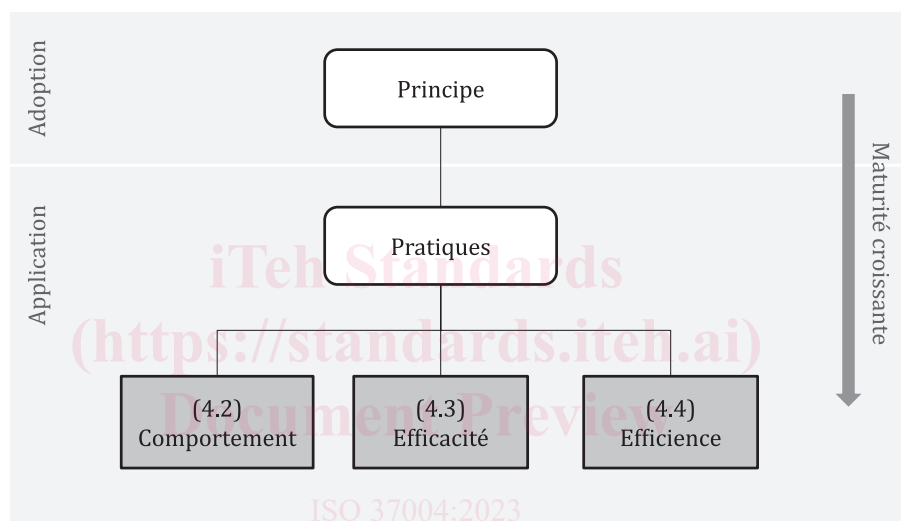 Adoption
Principe
Application
Pratiques
Maturité croissante
iTeh Standards
(https://standards.iteh.ai)
Document Preview
(4.2)
Comportement
(4.3)
Efficacité
(4.4)
Efficience
ISO 37004:2023